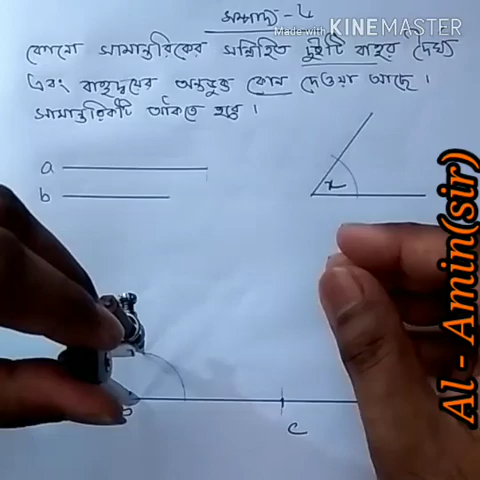 সম্পাদ্য - ৪
Made with KINEMASTER
কোনো সামান্তরিকের সন্নিহিত দুইটি বাহুর দৈর্ঘ্য
এবং বাহুদ্বয়ের অন্তর্ভুক্ত কোন দেওয়া আছে ।
সামান্তরিকটি আঁকতে হবে ।
a
b
x
c
Al - Amin(sir)